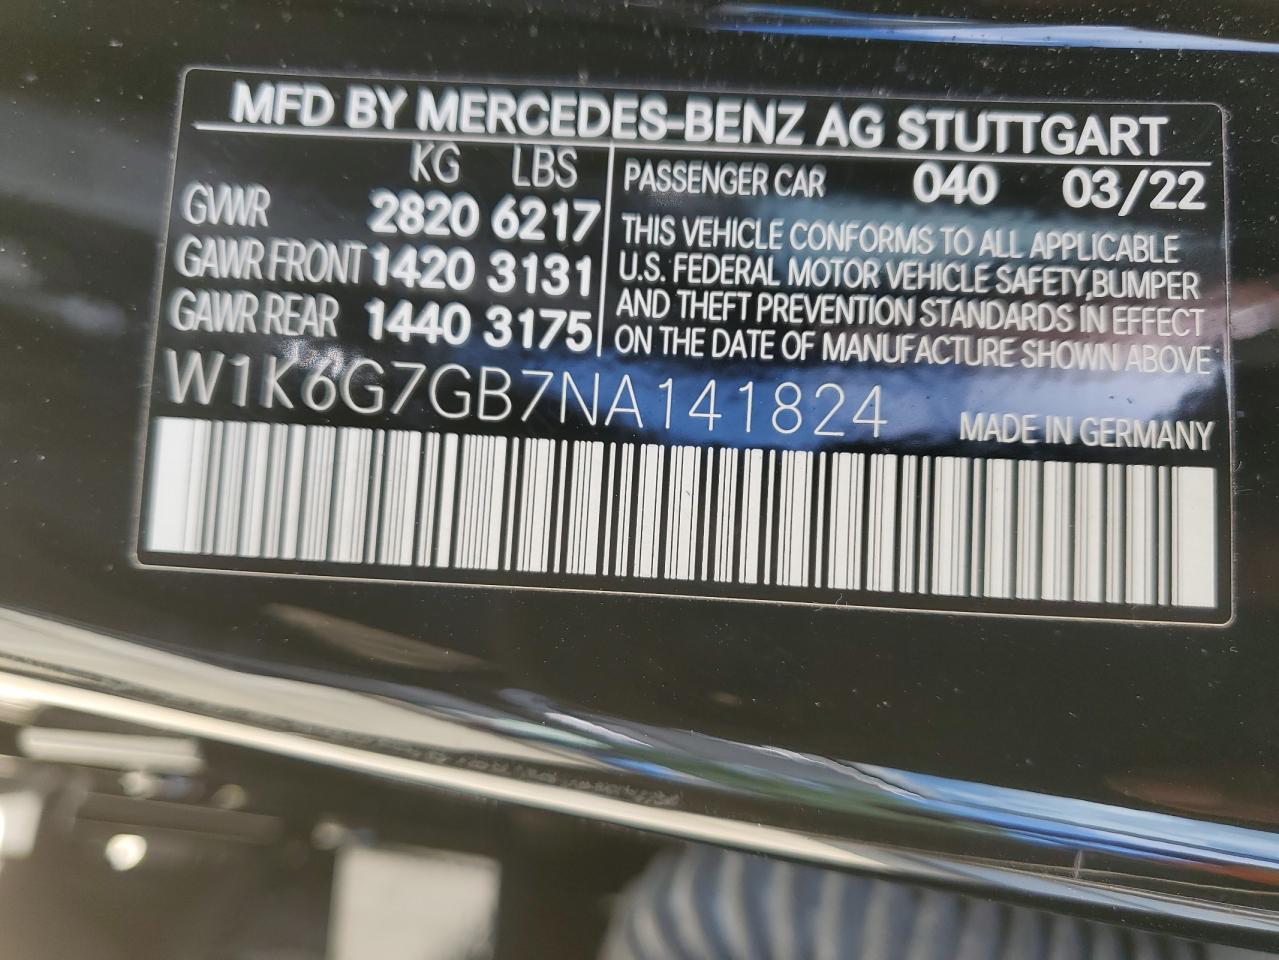 MFD BY MERCEDES-BENZ AG STUTTGART
KG LBS
GVWR 2820 6217
GAWR FRONT 1420 3131
GAWR REAR 1440 3175
PASSENGER CAR 040 03/22
THIS VEHICLE CONFORMS TO ALL APPLICABLE
U.S. FEDERAL MOTOR VEHICLE SAFETY,BUMPER
AND THEFT PREVENTION STANDARDS IN EFFECT
ON THE DATE OF MANUFACTURE SHOWN ABOVE
W1K6G7GB7NA141824
MADE IN GERMANY